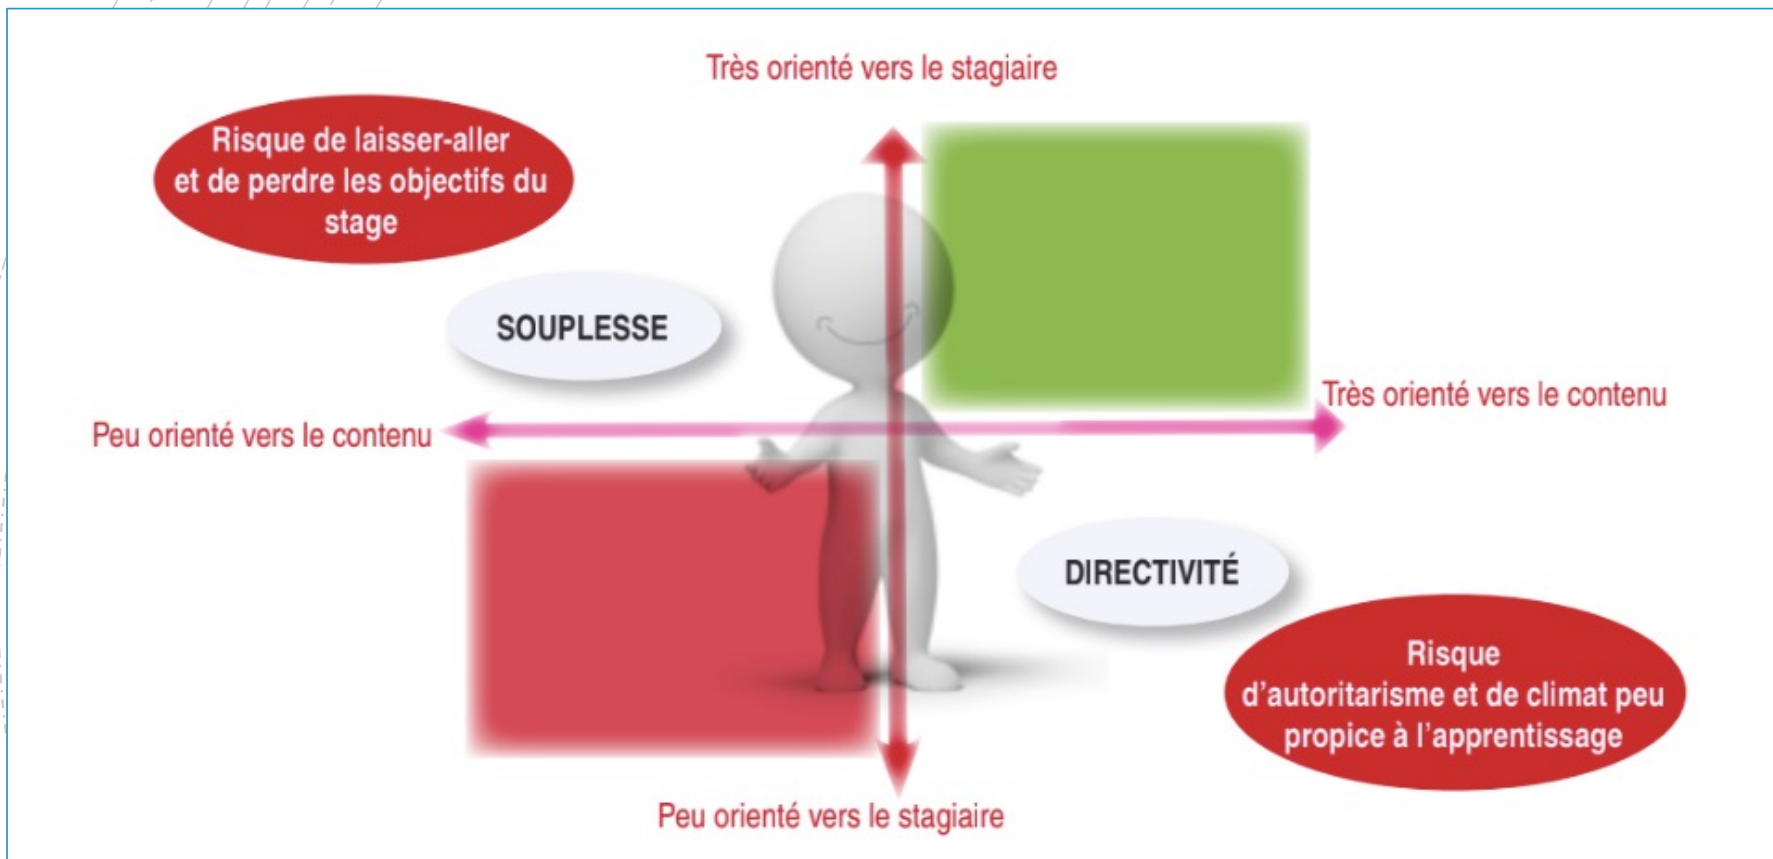 Très orienté vers le stagiaire
Risque de laisser-aller
et de perdre les objectifs du
stage
SOUPLESSE
Très orienté vers le contenu
Peu orienté vers le contenu
DIRECTIVITÉ
Risque
d'autoritarisme et de climat peu
propice à l'apprentissage
Peu orienté vers le stagiaire